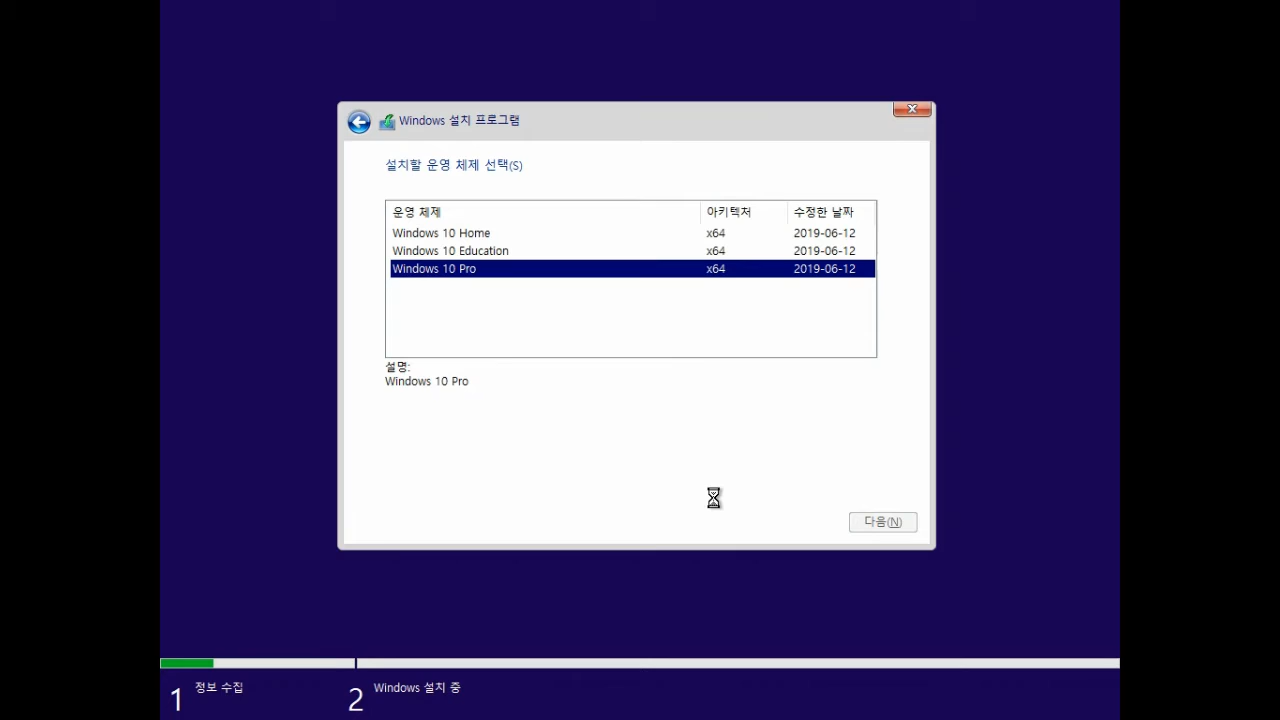 Windows 설치 프로그램
설치할 운영 체제 선택(S)
운영 체제 아키텍처 수정한 날짜
Windows 10 Home x64 2019-06-12
Windows 10 Education x64 2019-06-12
Windows 10 Pro x64 2019-06-12
설명:
Windows 10 Pro
다음(N)
1 정보 수집 2 Windows 설치 중